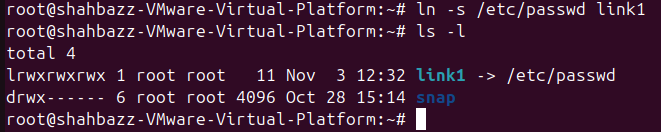 root@shahbazz-VMware-Virtual-Platform:~# ln -s /etc/passwd link1
root@shahbazz-VMware-Virtual-Platform:~# ls -l
total 4
lrwxrwxrwx 1 root root   11 Nov  3 12:32 link1 -> /etc/passwd
drwx------ 6 root root 4096 Oct 28 15:14 snap
root@shahbazz-VMware-Virtual-Platform:~#